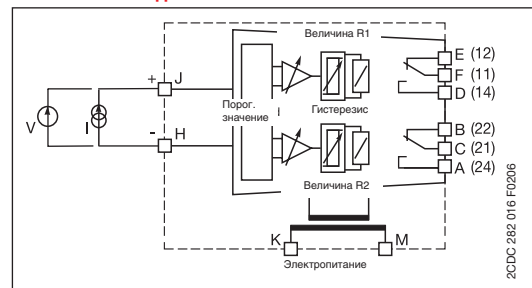 Величина R1
E (12)
F (11)
D (14)
+ J
Порог.
значение
Гистерезис
V
I
- H
B (22)
C (21)
A (24)
Величина R2
K
M
Электропитание
2CDC 282 016 F0206